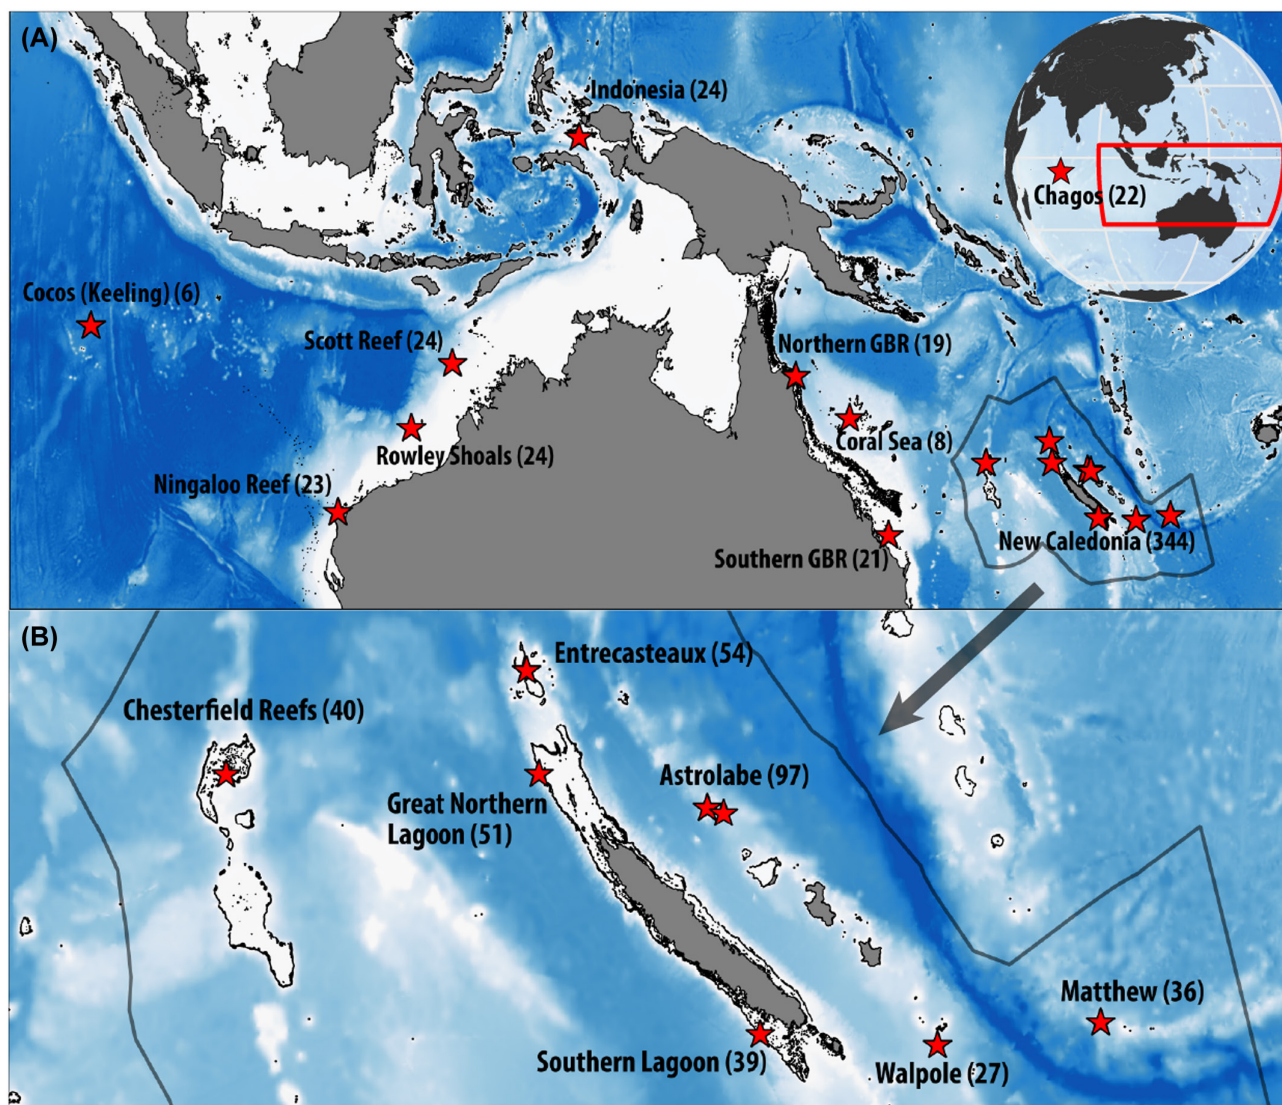 (A)
Indonesia (24)
Chagos (22)
Cocos (Keeling) (6)
Scott Reef (24)
Northern GBR (19)
Coral Sea (8)
Rowley Shoals (24)
Ningaloo Reef (23)
New Caledonia (344)
Southern GBR (21)
(B)
Entrecasteaux (54)
Chesterfield Reefs (40)
Astrolabe (97)
Great Northern
Lagoon (51)
Matthew (36)
Southern Lagoon (39)
Walpole (27)